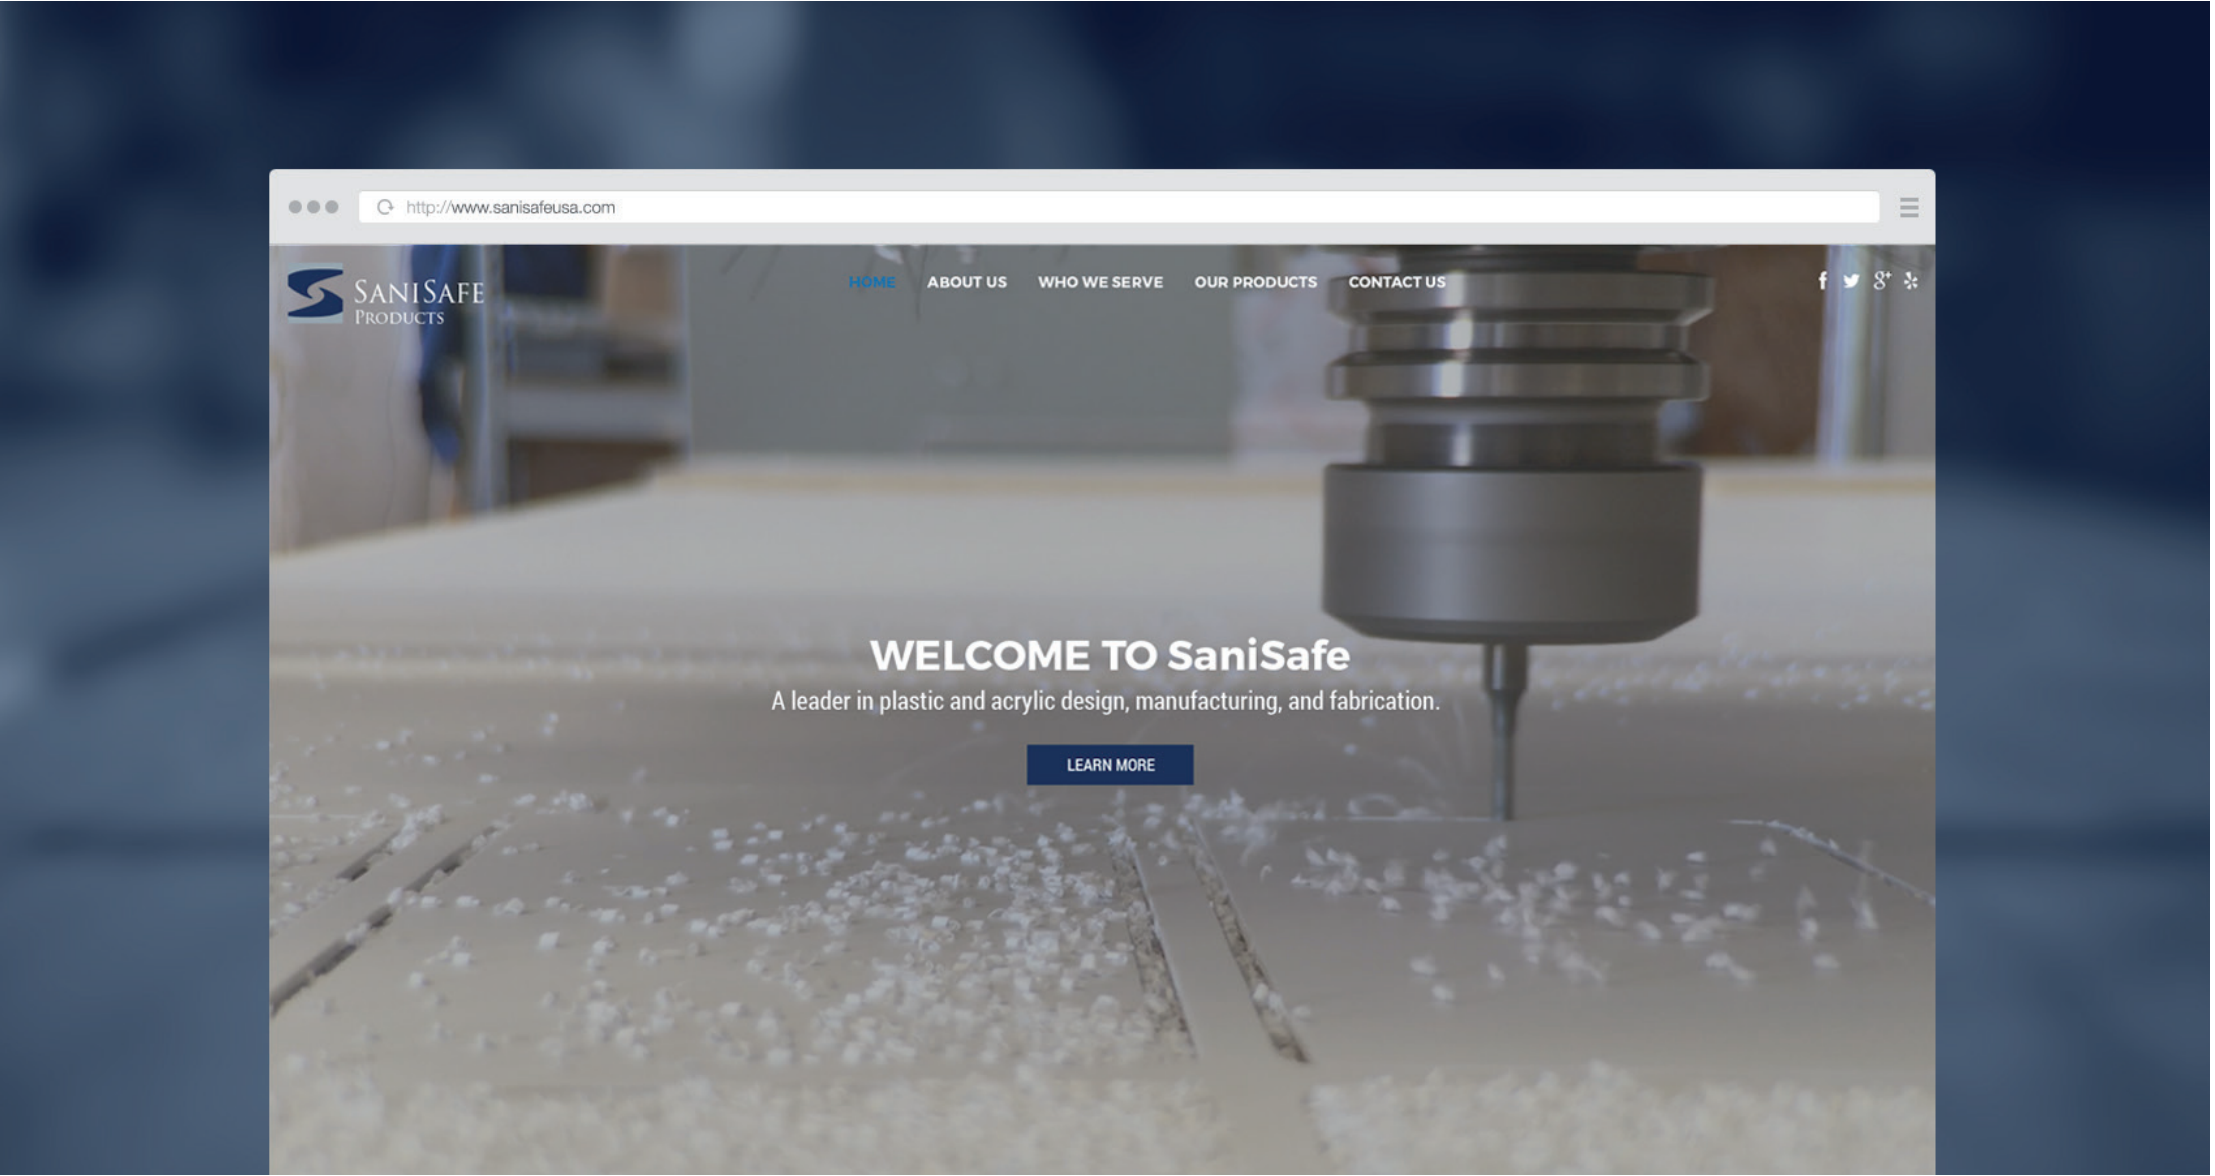 http://www.sanisafeusa.com
SANISAFE
PRODUCTS
HOME ABOUT US WHO WE SERVE OUR PRODUCTS CONTACT US
f g+
WELCOME TO SaniSafe
A leader in plastic and acrylic design, manufacturing, and fabrication.
LEARN MORE